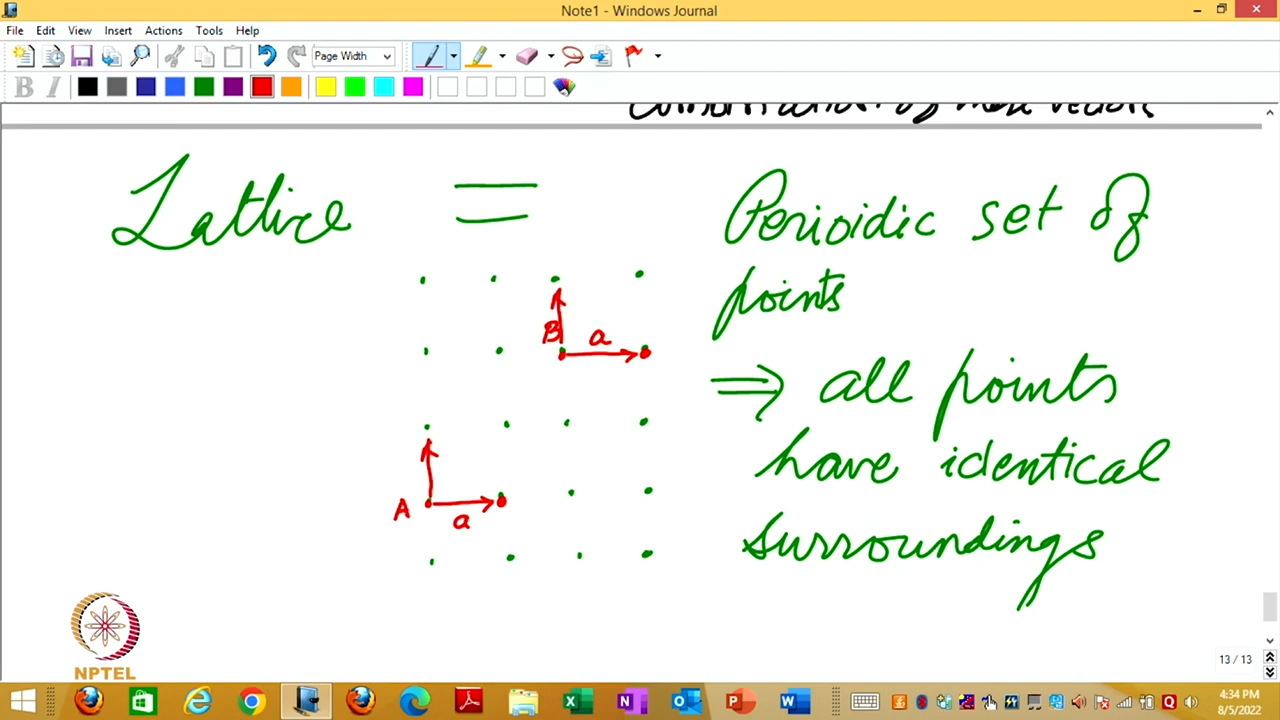 Note1 - Windows Journal
File Edit View Insert Actions Tools Help
Page Width
B I
Lattice = Perioidic set of
points
B a
⇒ all points
have identical
A a
surroundings
NPTEL
13 / 13
4:34 PM
8/5/2022